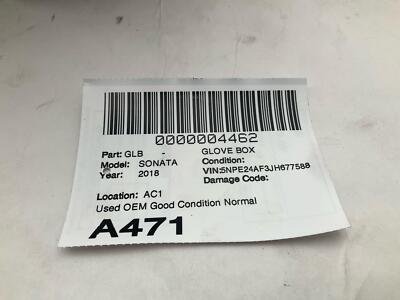 0000004462
Part: GLB GLOVE BOX
Model: SONATA Condition:
Year: 2018 VIN:5NPE24AF3JH677588
Damage Code:
Location: AC1
Used OEM Good Condition Normal
A471